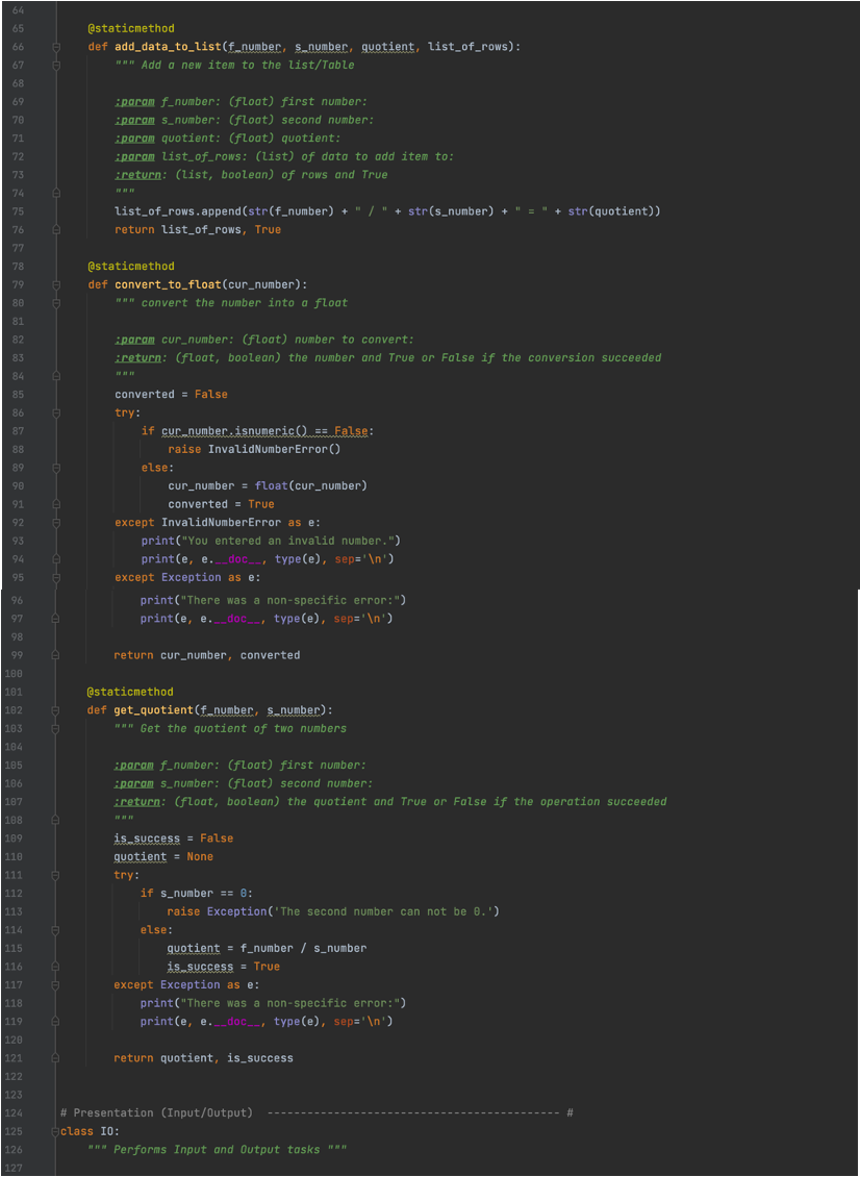 64
65 @staticmethod
66 def add_data_to_list(f_number, s_number, quotient, list_of_rows):
67 """ Add a new item to the list/Table
68
69 :param f_number: (float) first number:
70 :param s_number: (float) second number:
71 :param quotient: (float) quotient:
72 :param list_of_rows: (list) of data to add item to:
73 :return: (list, boolean) of rows and True
74 """
75 list_of_rows.append(str(f_number) + " / " + str(s_number) + " = " + str(quotient))
76 return list_of_rows, True
77
78 @staticmethod
79 def convert_to_float(cur_number):
80 """ convert the number into a float
81
82 :param cur_number: (float) number to convert:
83 :return: (float, boolean) the number and True or False if the conversion succeeded
84 """
85 converted = False
86 try:
87 if cur_number.isnumeric() == False:
88 raise InvalidNumberError()
89 else:
90 cur_number = float(cur_number)
91 converted = True
92 except InvalidNumberError as e:
93 print("You entered an invalid number.")
94 print(e, e.__doc__, type(e), sep='\n')
95 except Exception as e:
96 print("There was a non-specific error:")
97 print(e, e.__doc__, type(e), sep='\n')
98
99 return cur_number, converted
100
101 @staticmethod
102 def get_quotient(f_number, s_number):
103 """ Get the quotient of two numbers
104
105 :param f_number: (float) first number:
106 :param s_number: (float) second number:
107 :return: (float, boolean) the quotient and True or False if the operation succeeded
108 """
109 is_success = False
110 quotient = None
111 try:
112 if s_number == 0:
113 raise Exception('The second number can not be 0.')
114 else:
115 quotient = f_number / s_number
116 is_success = True
117 except Exception as e:
118 print("There was a non-specific error:")
119 print(e, e.__doc__, type(e), sep='\n')
120
121 return quotient, is_success
122
123
124 # Presentation (Input/Output) -------------------------------------------- #
125 class IO:
126 """ Performs Input and Output tasks """
127